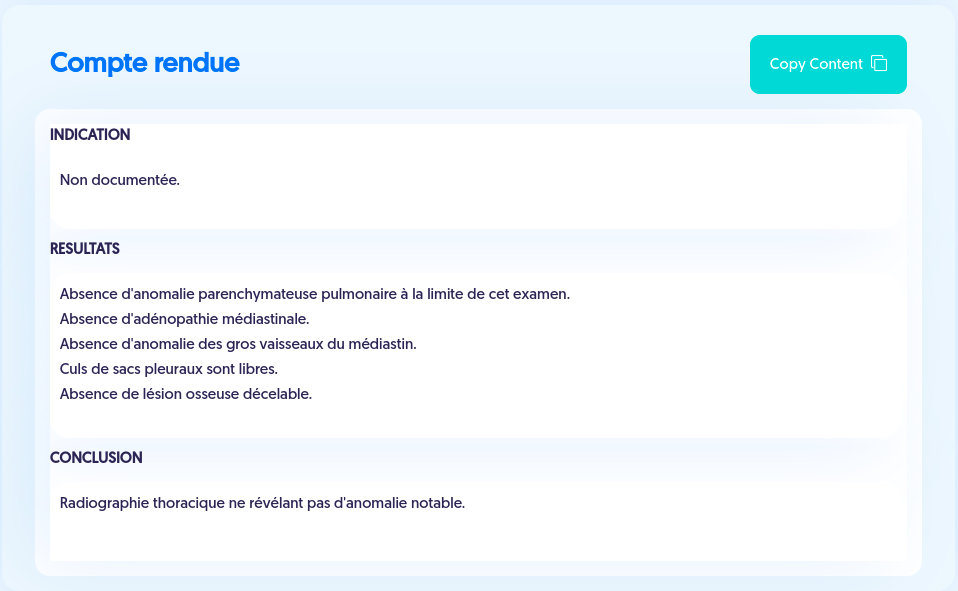 Compte rendue
Copy Content
INDICATION
Non documentée.
RESULTATS
Absence d'anomalie parenchymateuse pulmonaire à la limite de cet examen.
Absence d'adénopathie médiastinale.
Absence d'anomalie des gros vaisseaux du médiastin.
Culs de sacs pleuraux sont libres.
Absence de lésion osseuse décelable.
CONCLUSION
Radiographie thoracique ne révélant pas d'anomalie notable.